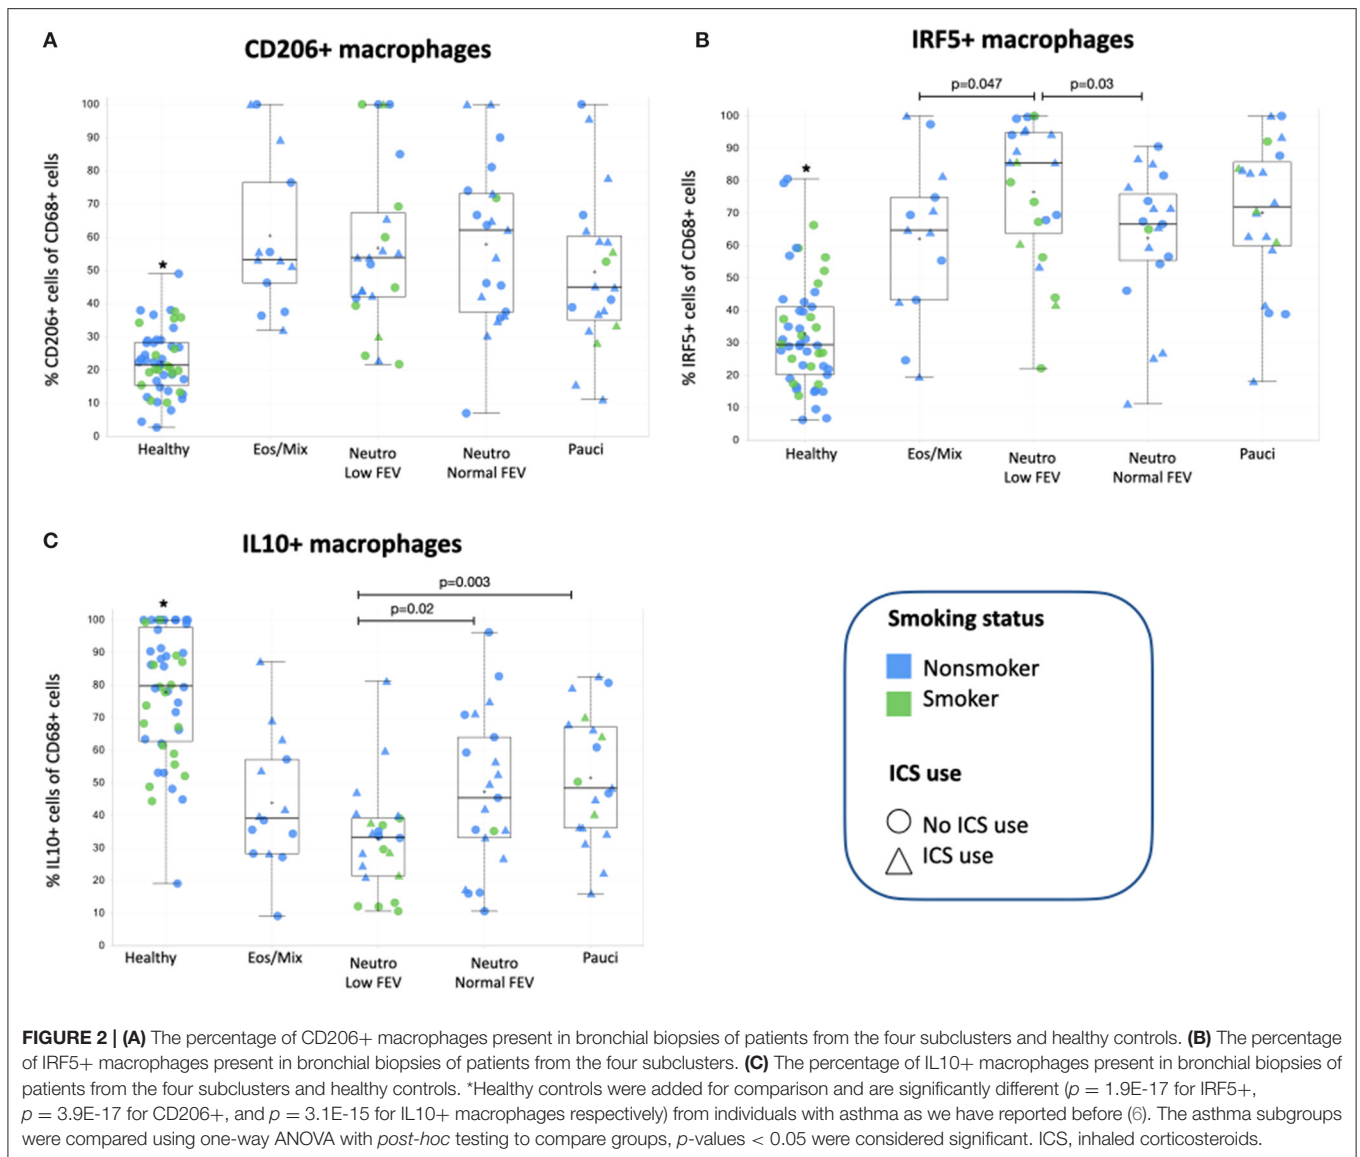 A
CD206+ macrophages
% CD206+ cells of CD68+ cells
100
90
80
70
60
50
40
30
20
10
0
★
Healthy
Eos/Mix
Neutro
Low FEV
Neutro
Normal FEV
Pauci
B
IRF5+ macrophages
p=0.047
p=0.03
% IRF5+ cells of CD68+ cells
100
90
80
70
60
50
40
30
20
10
0
★
Healthy
Eos/Mix
Neutro
Low FEV
Neutro
Normal FEV
Pauci
C
IL10+ macrophages
p=0.003
p=0.02
% IL10+ cells of CD68+ cells
100
90
80
70
60
50
40
30
20
10
0
★
Healthy
Eos/Mix
Neutro
Low FEV
Neutro
Normal FEV
Pauci
Smoking status
Nonsmoker
Smoker
ICS use
No ICS use
ICS use
FIGURE 2 | (A) The percentage of CD206+ macrophages present in bronchial biopsies of patients from the four subclusters and healthy controls. (B) The percentage
of IRF5+ macrophages present in bronchial biopsies of patients from the four subclusters. (C) The percentage of IL10+ macrophages present in bronchial biopsies of
patients from the four subclusters and healthy controls. *Healthy controls were added for comparison and are significantly different (p = 1.9E-17 for IRF5+,
p = 3.9E-17 for CD206+, and p = 3.1E-15 for IL10+ macrophages respectively) from individuals with asthma as we have reported before (6). The asthma subgroups
were compared using one-way ANOVA with post-hoc testing to compare groups, p-values < 0.05 were considered significant. ICS, inhaled corticosteroids.